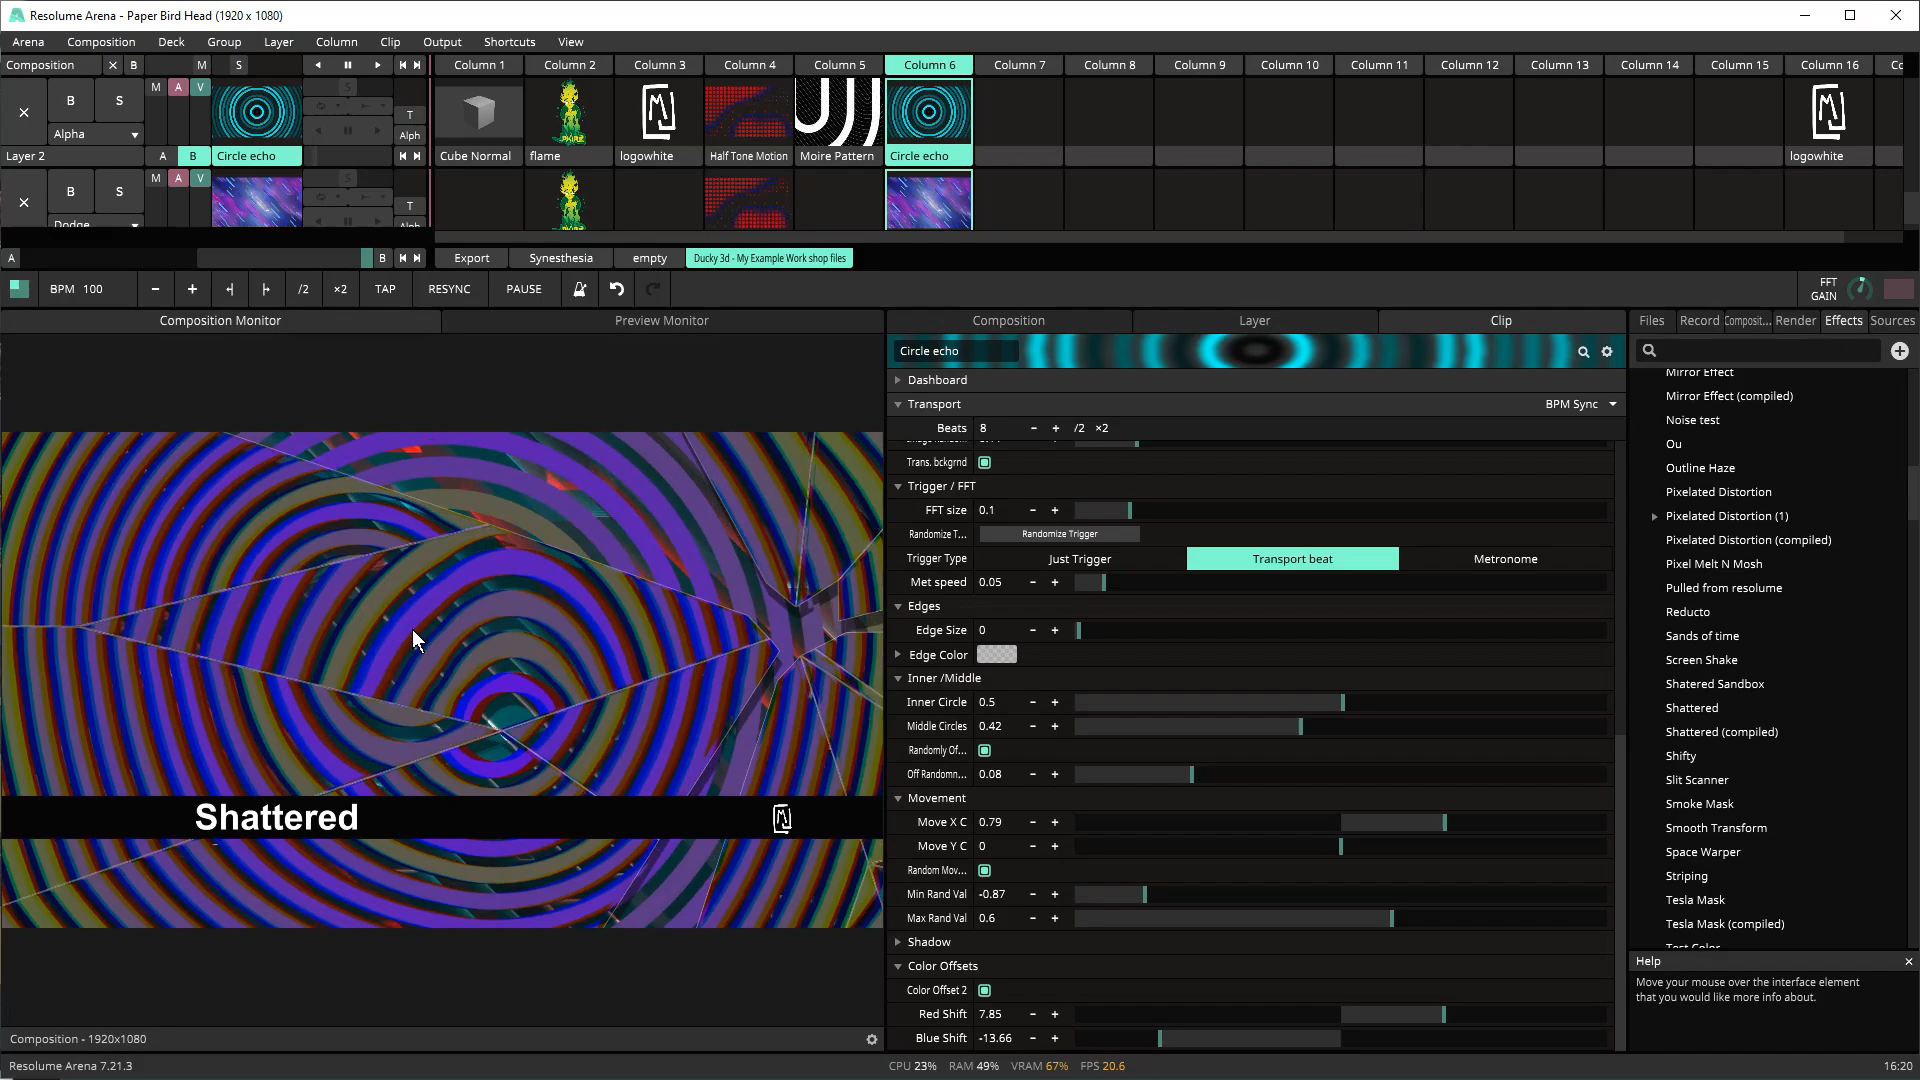 Resolume Arena - Paper Bird Head (1920 x 1080)
Arena Composition Deck Group Layer Column Clip Output Shortcuts View
Composition X B M S Column 1 Column 2 Column 3 Column 4 Column 5 Column 6 Column 7 Column 8 Column 9 Column 10 Column 11 Column 12 Column 13 Column 14 Column 15 Column 16 Cc
B S M A V S T
Alpha Alph
Layer 2 A B Circle echo Cube Normal flame logowhite Half Tone Motion Moire Pattern Circle echo logowhite
B S M A V S T
Dodge Alph
A B Export Synesthesia empty Ducky 3d - My Example Work shop files
BPM 100 - + /2 ×2 TAP RESYNC PAUSE FFT GAIN
Composition Monitor Preview Monitor Composition Layer Clip Files Record Composit... Render Effects Sources
Circle echo
Dashboard
Transport BPM Sync
Beats 8 - + /2 ×2
Trans. bckgrnd
Trigger / FFT
FFT size 0.1 - +
Randomize T... Randomize Trigger
Trigger Type Just Trigger Transport beat Metronome
Met speed 0.05 - +
Edges
Edge Size 0 - +
Edge Color
Inner /Middle
Inner Circle 0.5 - +
Middle Circles 0.42 - +
Randomly Of...
Off Randomn... 0.08 - +
Movement
Move X C 0.79 - +
Move Y C 0 - +
Random Mov...
Min Rand Val -0.87 - +
Max Rand Val 0.6 - +
Shadow
Color Offsets
Color Offset 2
Red Shift 7.85 - +
Blue Shift -13.66 - +
Mirror Effect
Mirror Effect (compiled)
Noise test
Ou
Outline Haze
Pixelated Distortion
Pixelated Distortion (1)
Pixelated Distortion (compiled)
Pixel Melt N Mosh
Pulled from resolume
Reducto
Sands of time
Screen Shake
Shatered Sandbox
Shattered
Shattered (compiled)
Shifty
Slit Scanner
Smoke Mask
Smooth Transform
Space Warper
Striping
Tesla Mask
Tesla Mask (compiled)
Test Color
Help
Move your mouse over the interface element
that you would like more info about.
Shattered
Composition - 1920x1080
Resolume Arena 7.21.3 CPU 23% RAM 49% VRAM 67% FPS 20.6 16:20